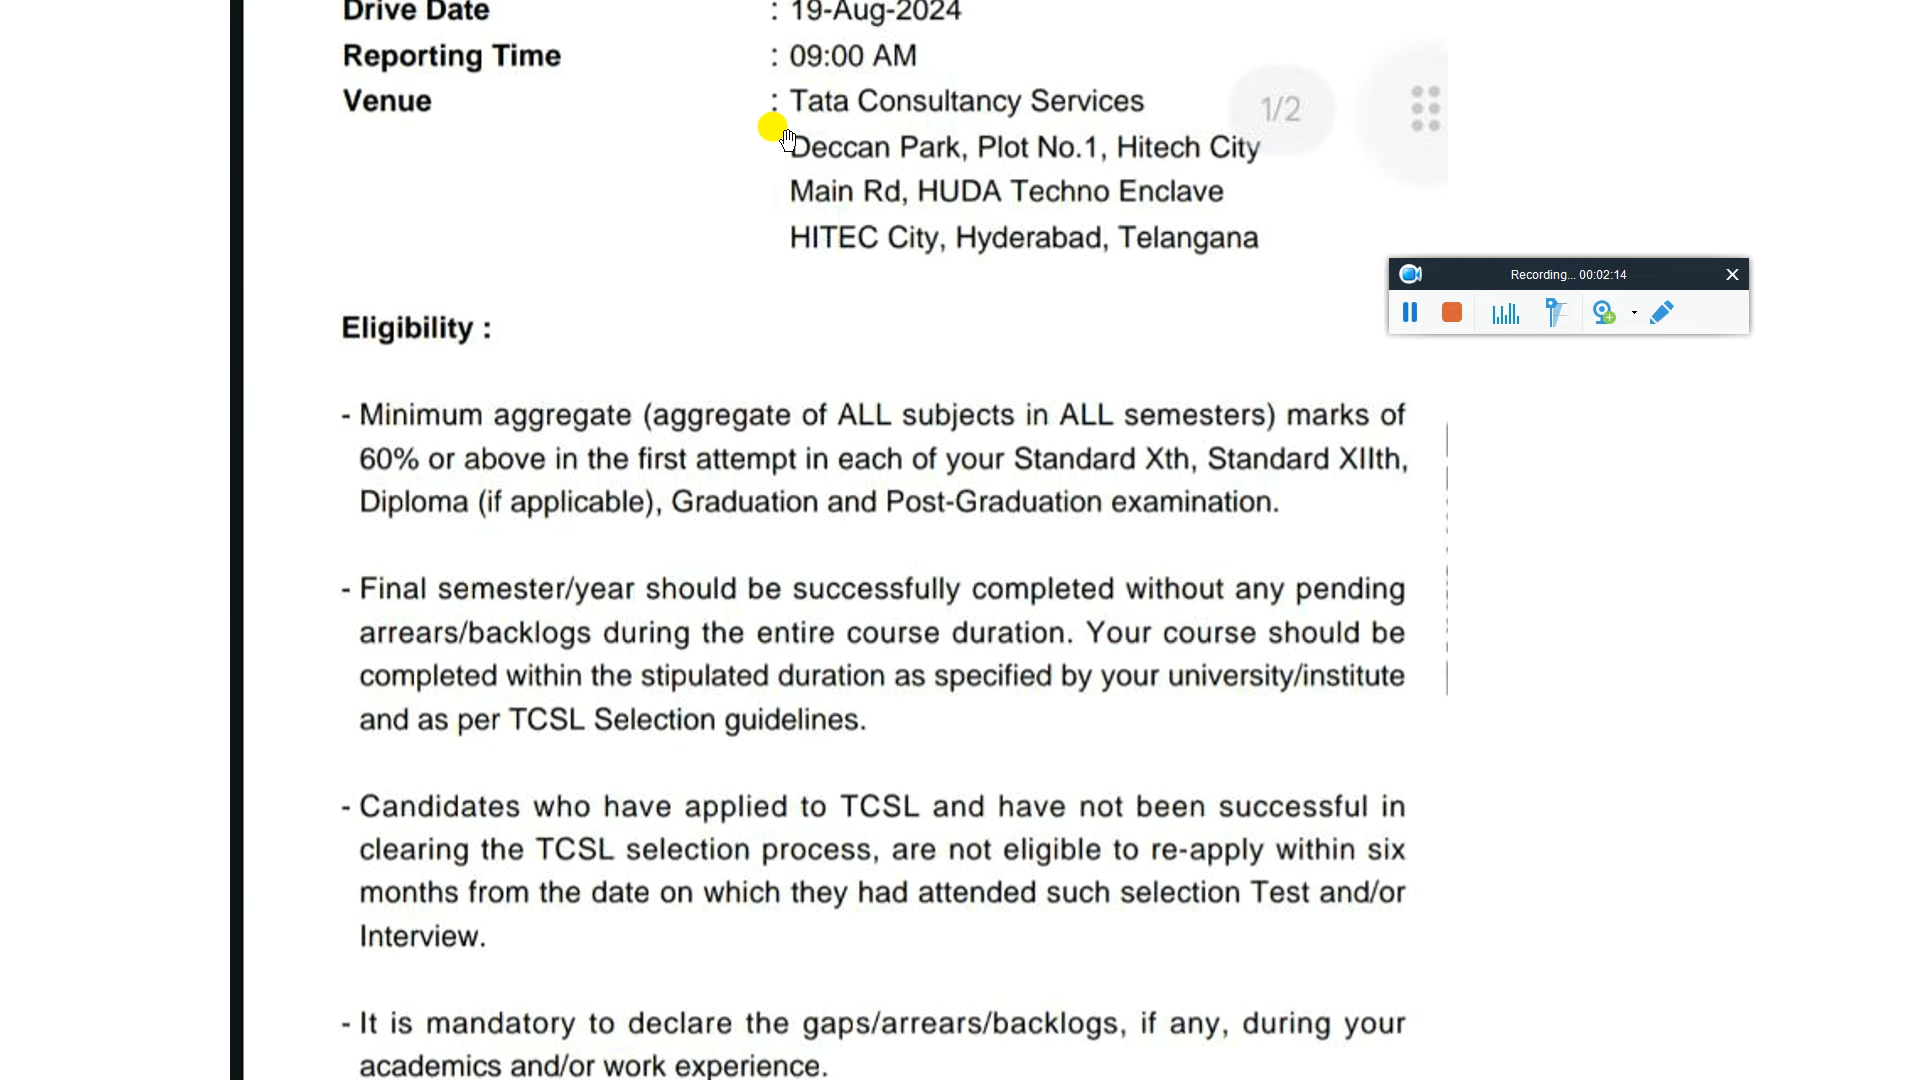 Drive Date : 19-Aug-2024
Reporting Time : 09:00 AM
Venue : Tata Consultancy Services
1/2
Deccan Park, Plot No.1, Hitech City
Main Rd, HUDA Techno Enclave
HITEC City, Hyderabad, Telangana
Recording... 00:02:14
Eligibility :
- Minimum aggregate (aggregate of ALL subjects in ALL semesters) marks of
60% or above in the first attempt in each of your Standard Xth, Standard XIIth,
Diploma (if applicable), Graduation and Post-Graduation examination.
- Final semester/year should be successfully completed without any pending
arrears/backlogs during the entire course duration. Your course should be
completed within the stipulated duration as specified by your university/institute
and as per TCSL Selection guidelines.
- Candidates who have applied to TCSL and have not been successful in
clearing the TCSL selection process, are not eligible to re-apply within six
months from the date on which they had attended such selection Test and/or
Interview.
- It is mandatory to declare the gaps/arrears/backlogs, if any, during your
academics and/or work experience.